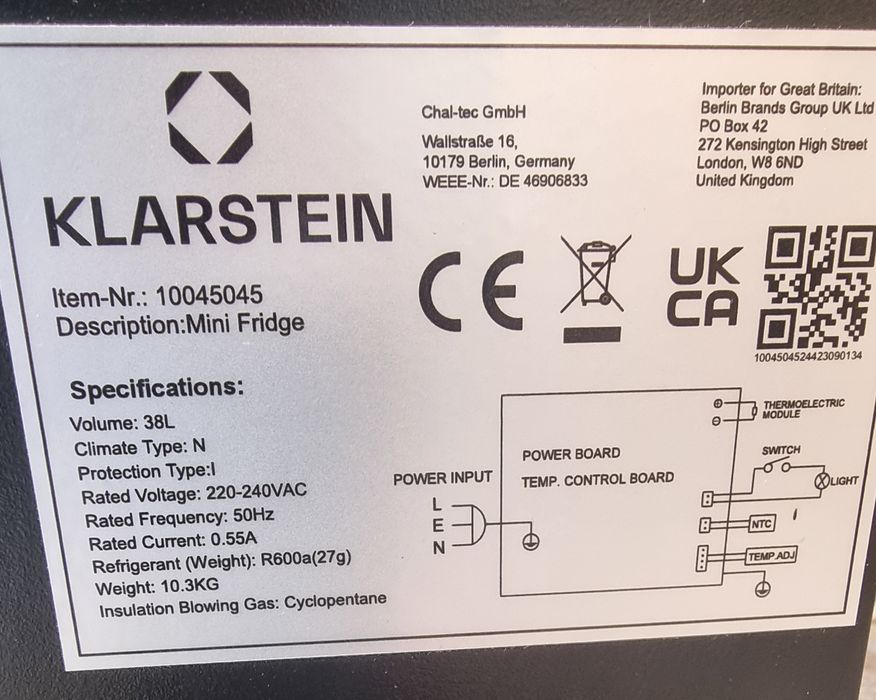 KLARSTEIN
Item-Nr.: 10045045
Description:Mini Fridge
Chal-tec GmbH
Wallstraße 16,
10179 Berlin, Germany
WEEE-Nr.: DE 46906833
Importer for Great Britain:
Berlin Brands Group UK Ltd
PO Box 42
272 Kensington High Street
London, W8 6ND
United Kingdom
CE
UK
CA
1004504524423090134
Specifications:
Volume: 38L
Climate Type: N
Protection Type:I
Rated Voltage: 220-240VAC
Rated Frequency: 50Hz
Rated Current: 0.55A
Refrigerant (Weight): R600a(27g)
Weight: 10.3KG
Insulation Blowing Gas: Cyclopentane
POWER INPUT
L
E
N
POWER BOARD
TEMP. CONTROL BOARD
THERMOELECTRIC
MODULE
SWITCH
LIGHT
NTC
TEMP.ADJ